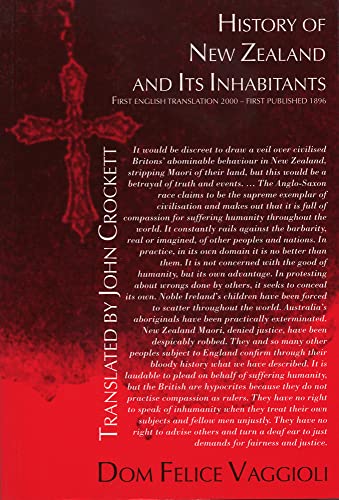 HISTORY OF
NEW ZEALAND
AND ITS INHABITANTS
FIRST ENGLISH TRANSLATION 2000 – FIRST PUBLISHED 1896
It would be discreet to draw a veil over civilised
Britons' abominable behaviour in New Zealand,
stripping Maori of their land, but this would be a
betrayal of truth and events. ... The Anglo-Saxon
race claims to be the supreme exemplar of
civilisation and makes out that it is full of
compassion for suffering humanity throughout the
world. It constantly rails against the barbarity,
real or imagined, of other peoples and nations. In
practice, in its own domain it is no better than
them. It is not concerned with the good of
humanity, but its own advantage. In protesting
about wrongs done by others, it seeks to conceal
its own. Noble Ireland's children have been forced
to scatter throughout the world. Australia's
aboriginals have been practically exterminated.
New Zealand Maori, denied justice, have been
despicably robbed. They and so many other
peoples subject to England confirm through their
bloody history what we have described. It is
laudable to plead on behalf of suffering humanity,
but the British are hypocrites because they do not
practise compassion as rulers. They have no right
to speak of inhumanity when they treat their own
subjects and fellow men unjustly. They have no
right to advise others and turn a deaf ear to just
demands for fairness and justice.
TRANSLATED BY JOHN CROCKETT
DOM FELICE VAGGIOLI